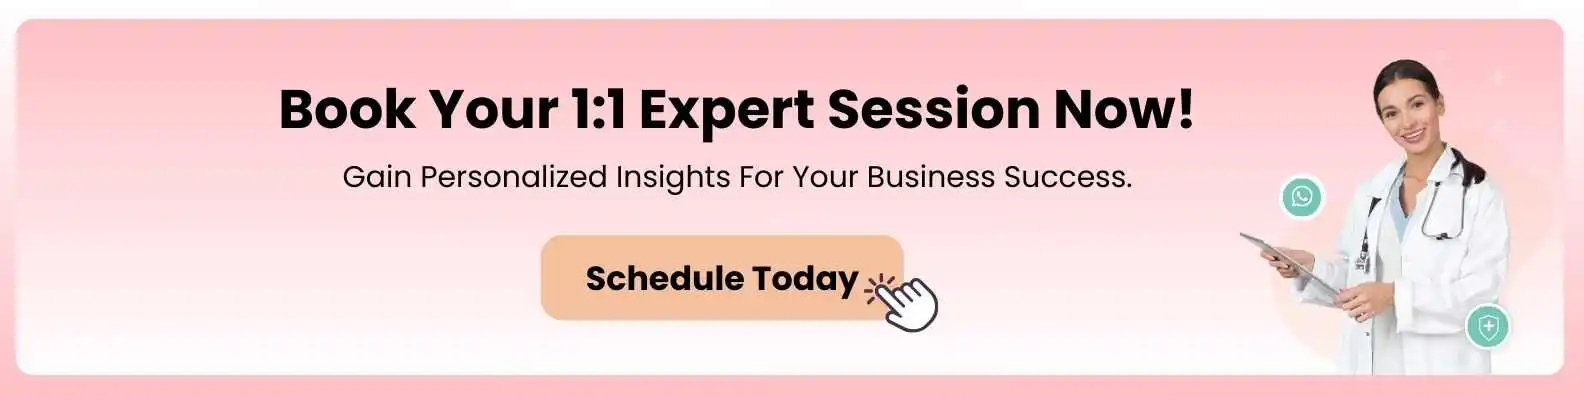 Book Your 1:1 Expert Session Now!
Gain Personalized Insights For Your Business Success.
Schedule Today